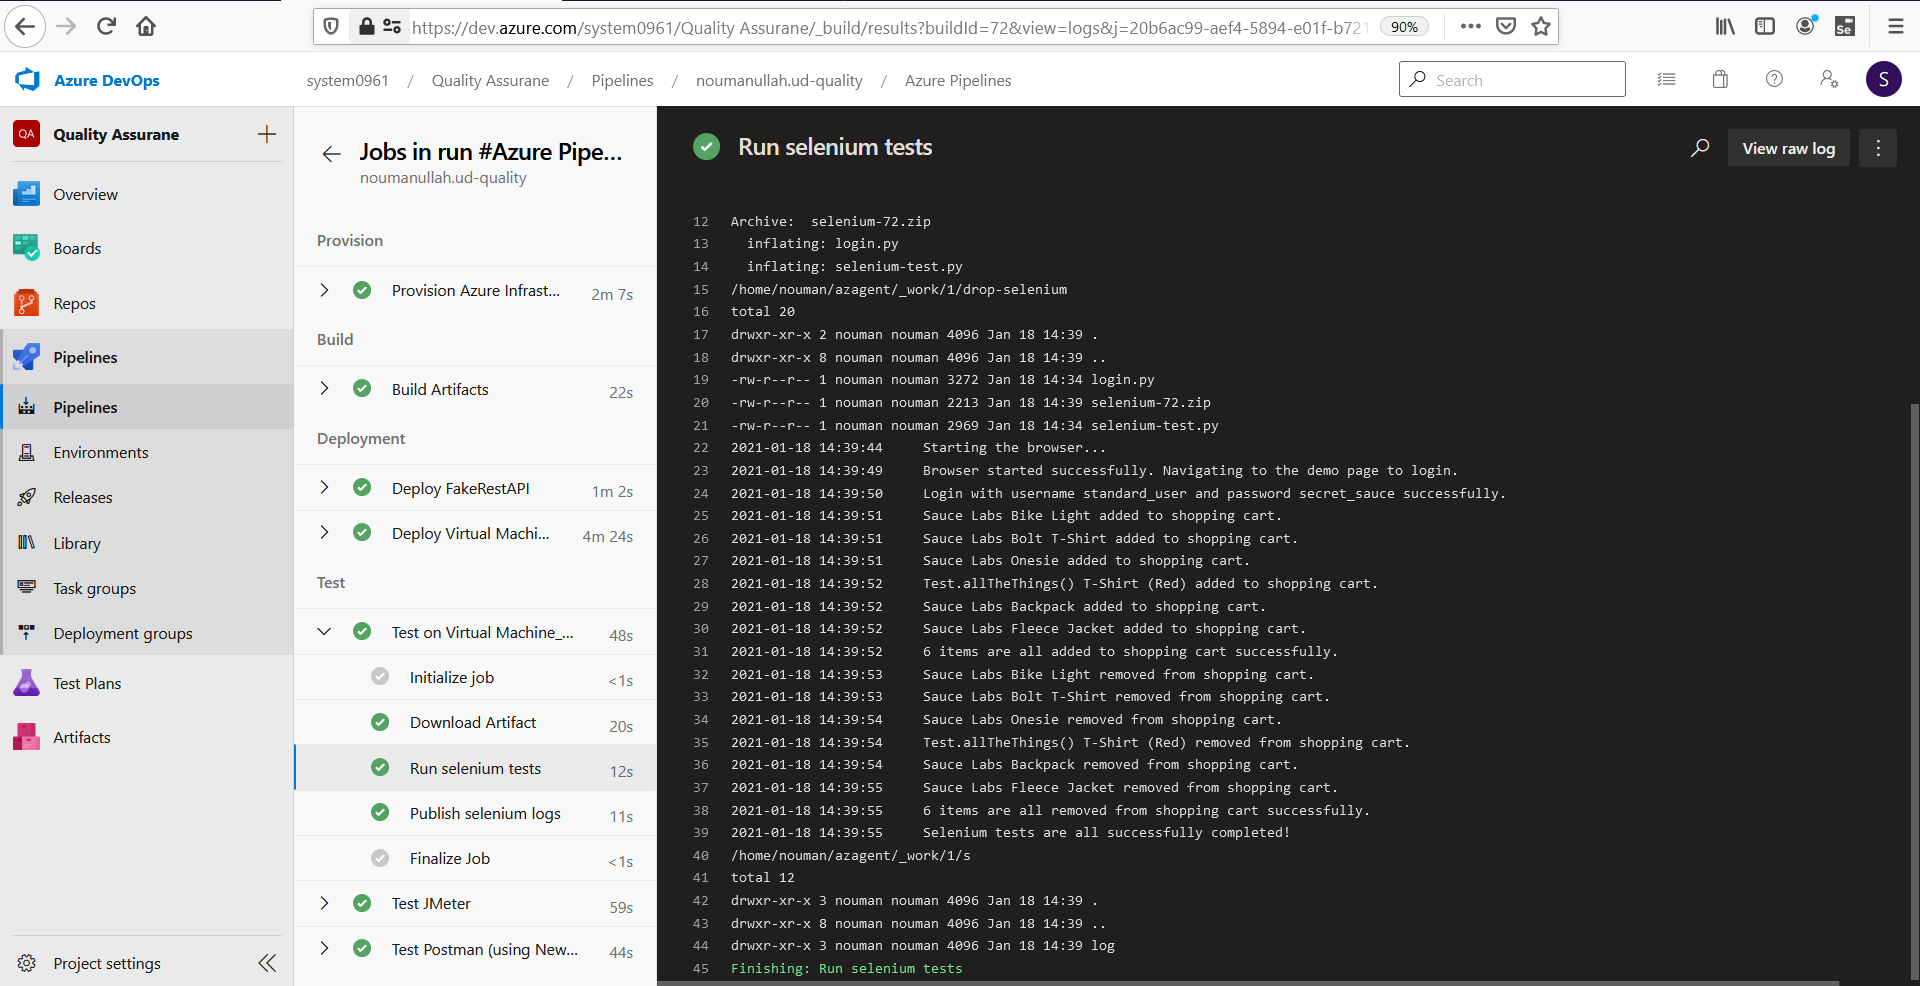 https://dev.azure.com/system0961/Quality Assurane/_build/results?buildId=72&view=logs&j=20b6ac99-aef4-5894-e01f-b721
90%
Se
Azure DevOps
system0961 / Quality Assurane / Pipelines / noumanullah.ud-quality / Azure Pipelines
Search
S
QA
Quality Assurane
Overview
Boards
Repos
Pipelines
Pipelines
Environments
Releases
Library
Task groups
Deployment groups
Test Plans
Artifacts
Project settings
Jobs in run #Azure Pipe...
noumanullah.ud-quality
Provision
Provision Azure Infrast... 2m 7s
Build
Build Artifacts 22s
Deployment
Deploy FakeRestAPI 1m 2s
Deploy Virtual Machi... 4m 24s
Test
Test on Virtual Machine_... 48s
Initialize job <1s
Download Artifact 20s
Run selenium tests 12s
Publish selenium logs 11s
Finalize Job <1s
Test JMeter 59s
Test Postman (using New... 44s
Run selenium tests
View raw log
12 Archive:  selenium-72.zip
13   inflating: login.py
14   inflating: selenium-test.py
15 /home/nouman/azagent/_work/1/drop-selenium
16 total 20
17 drwxr-xr-x 2 nouman nouman 4096 Jan 18 14:39 .
18 drwxr-xr-x 8 nouman nouman 4096 Jan 18 14:39 ..
19 -rw-r--r-- 1 nouman nouman 3272 Jan 18 14:34 login.py
20 -rw-r--r-- 1 nouman nouman 2213 Jan 18 14:39 selenium-72.zip
21 -rw-r--r-- 1 nouman nouman 2969 Jan 18 14:34 selenium-test.py
22 2021-01-18 14:39:44     Starting the browser...
23 2021-01-18 14:39:49     Browser started successfully. Navigating to the demo page to login.
24 2021-01-18 14:39:50     Login with username standard_user and password secret_sauce successfully.
25 2021-01-18 14:39:51     Sauce Labs Bike Light added to shopping cart.
26 2021-01-18 14:39:51     Sauce Labs Bolt T-Shirt added to shopping cart.
27 2021-01-18 14:39:51     Sauce Labs Onesie added to shopping cart.
28 2021-01-18 14:39:52     Test.allTheThings() T-Shirt (Red) added to shopping cart.
29 2021-01-18 14:39:52     Sauce Labs Backpack added to shopping cart.
30 2021-01-18 14:39:52     Sauce Labs Fleece Jacket added to shopping cart.
31 2021-01-18 14:39:52     6 items are all added to shopping cart successfully.
32 2021-01-18 14:39:53     Sauce Labs Bike Light removed from shopping cart.
33 2021-01-18 14:39:53     Sauce Labs Bolt T-Shirt removed from shopping cart.
34 2021-01-18 14:39:54     Sauce Labs Onesie removed from shopping cart.
35 2021-01-18 14:39:54     Test.allTheThings() T-Shirt (Red) removed from shopping cart.
36 2021-01-18 14:39:54     Sauce Labs Backpack removed from shopping cart.
37 2021-01-18 14:39:55     Sauce Labs Fleece Jacket removed from shopping cart.
38 2021-01-18 14:39:55     6 items are all removed from shopping cart successfully.
39 2021-01-18 14:39:55     Selenium tests are all successfully completed!
40 /home/nouman/azagent/_work/1/s
41 total 12
42 drwxr-xr-x 3 nouman nouman 4096 Jan 18 14:39 .
43 drwxr-xr-x 8 nouman nouman 4096 Jan 18 14:39 ..
44 drwxr-xr-x 3 nouman nouman 4096 Jan 18 14:39 log
45 Finishing: Run selenium tests